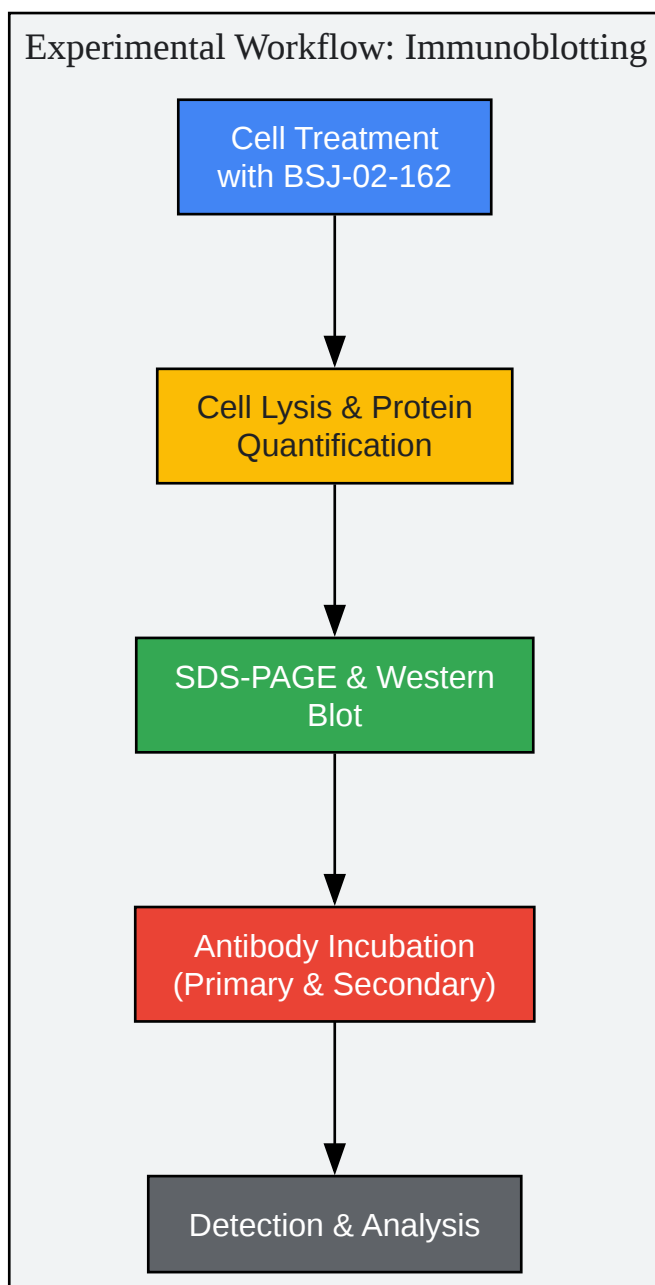 Experimental Workflow: Immunoblotting
Cell Treatment
with BSJ-02-162
Cell Lysis & Protein
Quantification
SDS-PAGE & Western
Blot
Antibody Incubation
(Primary & Secondary)
Detection & Analysis